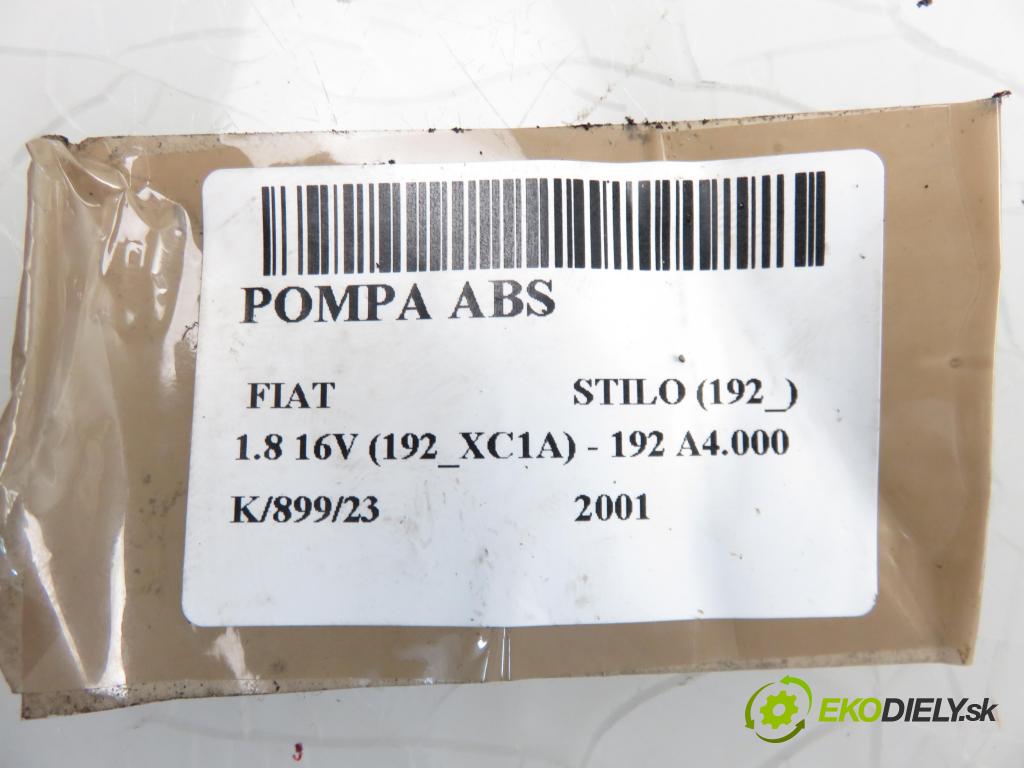 POMPA ABS
FIAT STILO (192_)
1.8 16V (192_XC1A) - 192 A4.000
K/899/23 2001
EKODIELY.sk